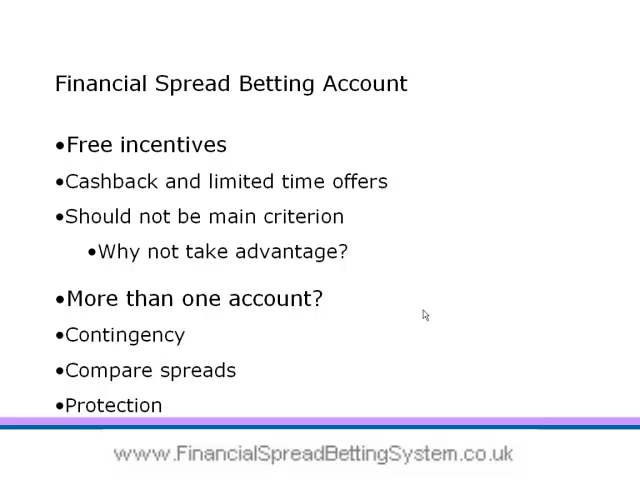 Financial Spread Betting Account
•Free incentives
•Cashback and limited time offers
•Should not be main criterion
•Why not take advantage?
•More than one account?
•Contingency
•Compare spreads
•Protection
www.FinancialSpreadBettingSystem.co.uk